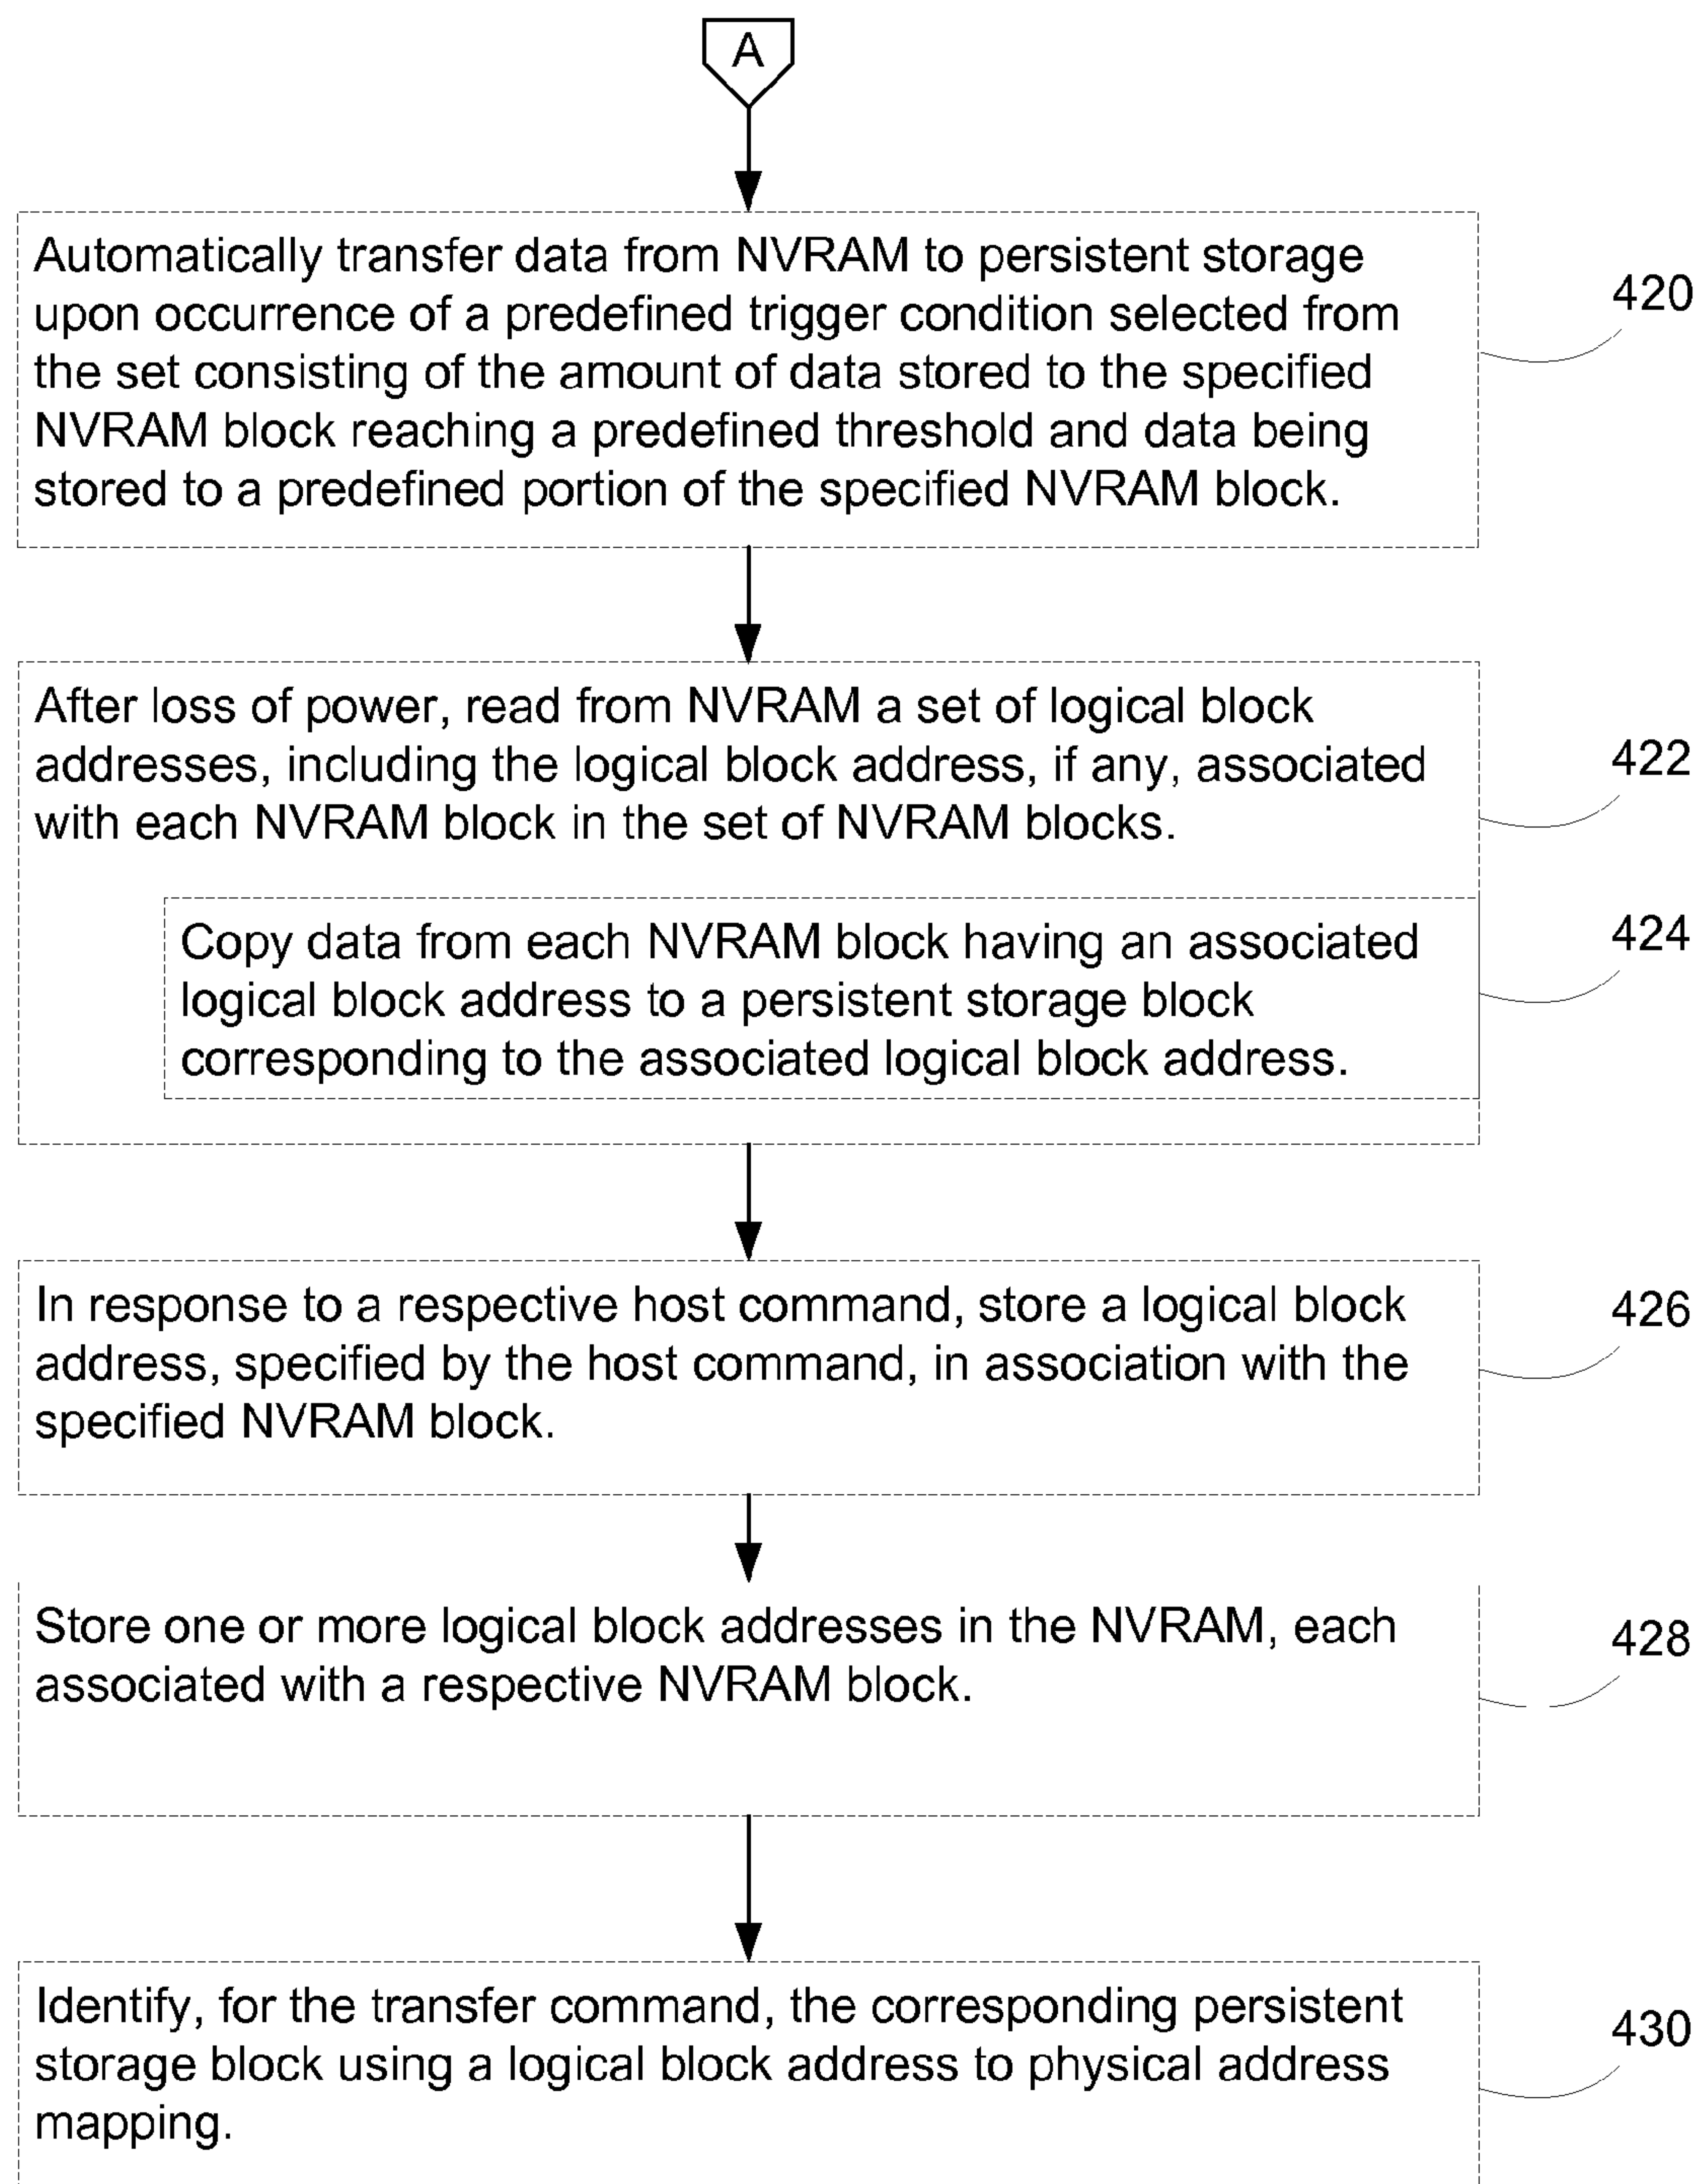 A
Automatically transfer data from NVRAM to persistent storage
upon occurrence of a predefined trigger condition selected from
the set consisting of the amount of data stored to the specified
NVRAM block reaching a predefined threshold and data being
stored to a predefined portion of the specified NVRAM block.
420
After loss of power, read from NVRAM a set of logical block
addresses, including the logical block address, if any, associated
with each NVRAM block in the set of NVRAM blocks.
422
Copy data from each NVRAM block having an associated
logical block address to a persistent storage block
corresponding to the associated logical block address.
424
In response to a respective host command, store a logical block
address, specified by the host command, in association with the
specified NVRAM block.
426
Store one or more logical block addresses in the NVRAM, each
associated with a respective NVRAM block.
428
Identify, for the transfer command, the corresponding persistent
storage block using a logical block address to physical address
mapping.
430